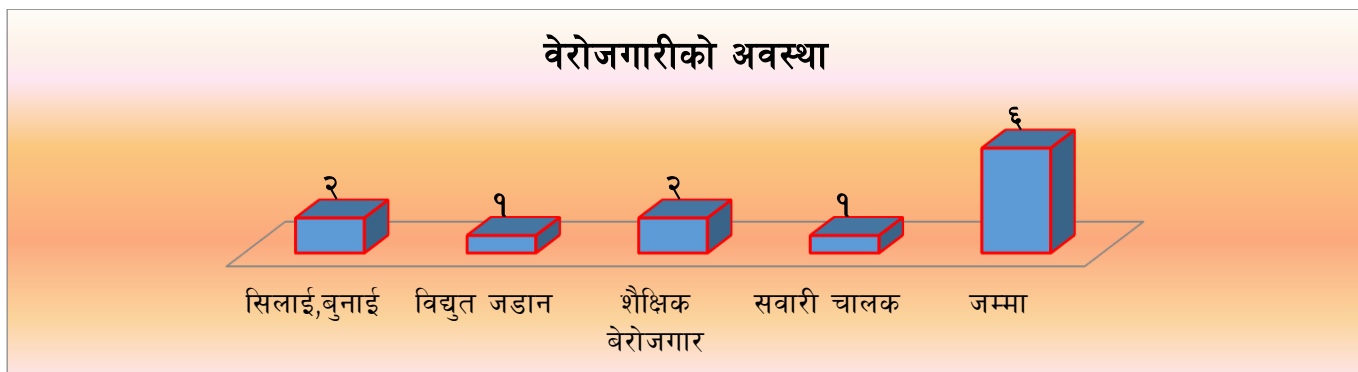 वेरोजगारीको अवस्था
२
१
२
१
६
सिलाई,बुनाई
विद्युत जडान
शैक्षिक
बेरोजगार
सवारी चालक
जम्मा